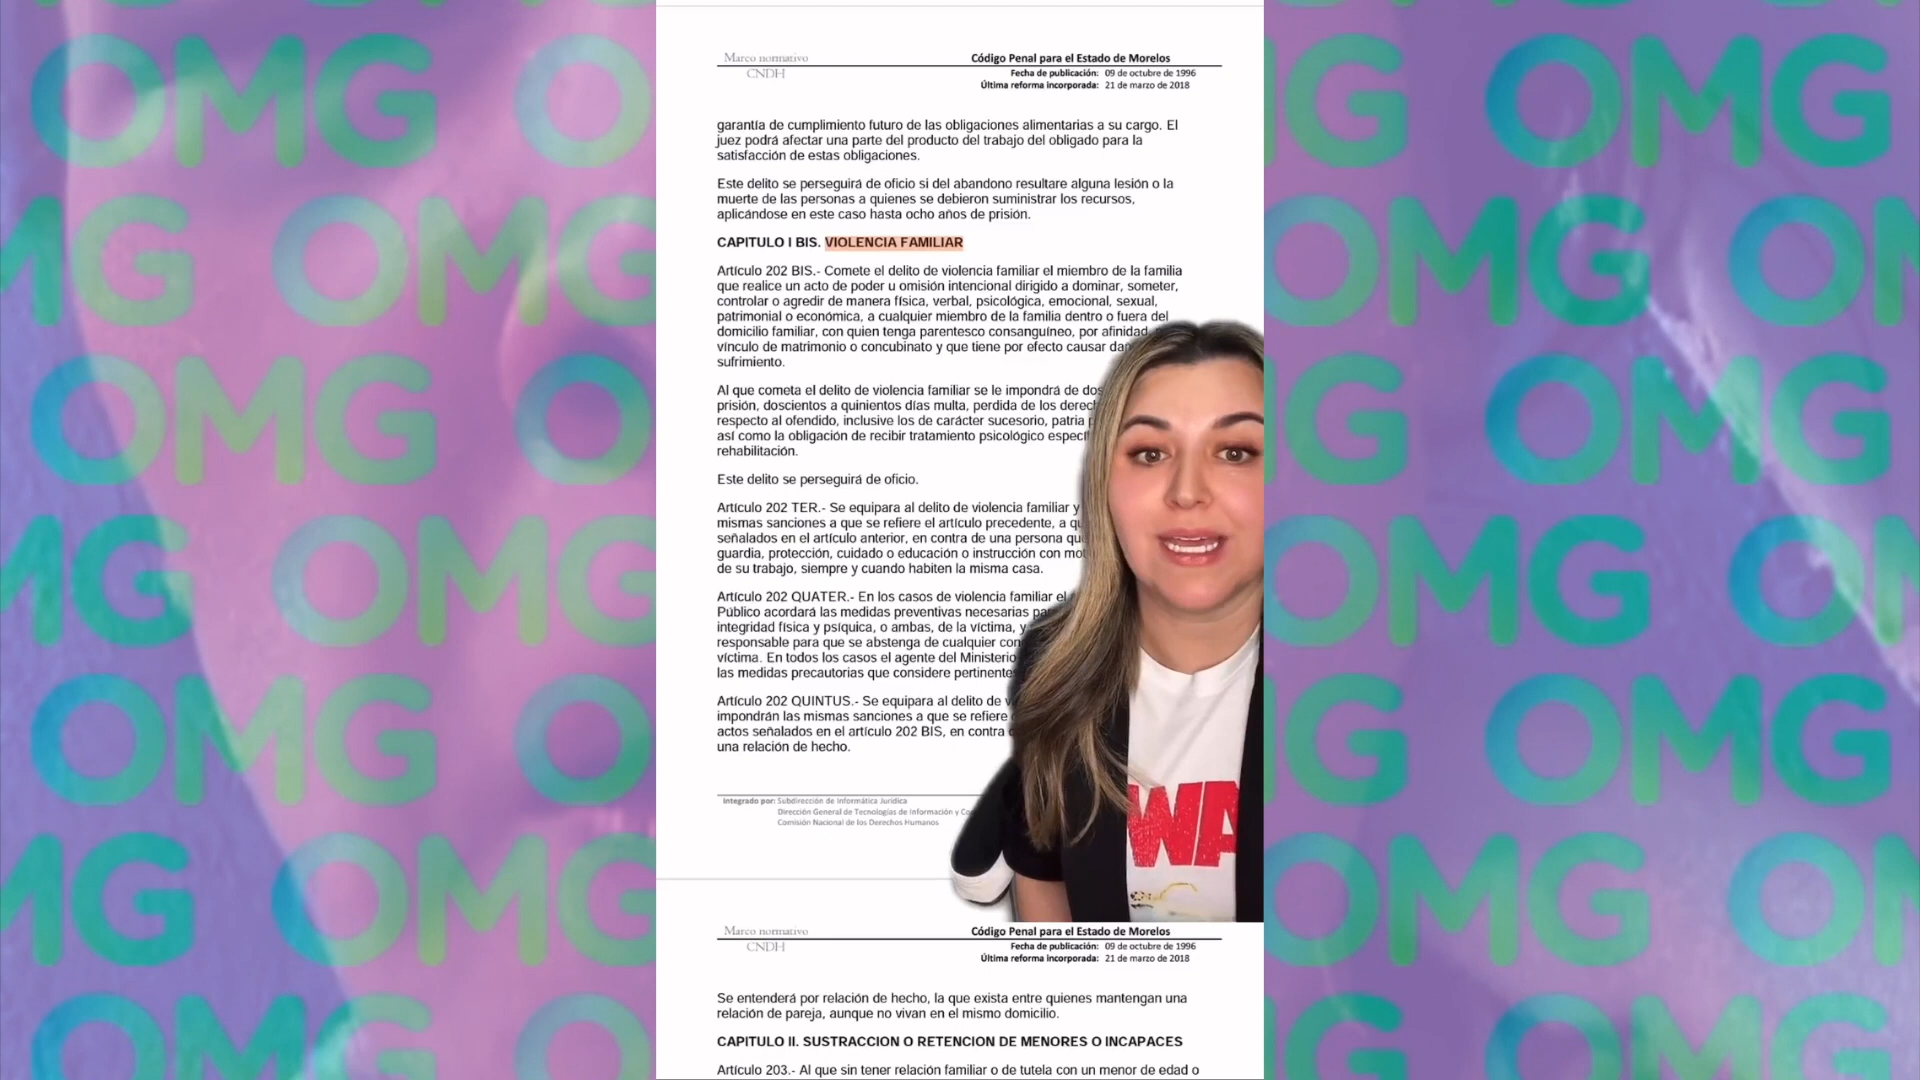 Marco normativo
CNDH
Código Penal para el Estado de Morelos
Fecha de publicación: 09 de octubre de 1996
Última reforma incorporada: 21 de marzo de 2018
garantía de cumplimiento futuro de las obligaciones alimentarias a su cargo. El
juez podrá afectar una parte del producto del trabajo del obligado para la
satisfacción de estas obligaciones.
Este delito se perseguirá de oficio si del abandono resultare alguna lesión o la
muerte de las personas a quienes se debieron suministrar los recursos,
aplicándose en este caso hasta ocho años de prisión.
CAPITULO I BIS. VIOLENCIA FAMILIAR
Artículo 202 BIS.- Comete el delito de violencia familiar el miembro de la familia
que realice un acto de poder u omisión intencional dirigido a dominar, someter,
controlar o agredir de manera física, verbal, psicológica, emocional, sexual,
patrimonial o económica, a cualquier miembro de la familia dentro o fuera del
domicilio familiar, con quien tenga parentesco consanguíneo, por afinidad,
vínculo de matrimonio o concubinato y que tiene por efecto causar
sufrimiento.
Al que cometa el delito de violencia familiar se le impondrá de dos
prisión, doscientos a quinientos días multa, perdida de los
respecto al ofendido, inclusive los de carácter sucesorio, patria
así como la obligación de recibir tratamiento psicológico
rehabilitación.
Este delito se perseguirá de oficio.
Artículo 202 TER.- Se equipara al delito de violencia familiar y
mismas sanciones a que se refiere el artículo precedente, a
señalados en el artículo anterior, en contra de una persona
guardia, protección, cuidado o educación o instrucción con
de su trabajo, siempre y cuando habiten la misma casa.
Artículo 202 QUATER.- En los casos de violencia familiar el
Público acordará las medidas preventivas necesarias
integridad física y psíquica, o ambas, de la víctima, y
responsable para que se abstenga de cualquier
víctima. En todos los casos el agente del Ministerio
las medidas precautorias que considere pertinentes
Artículo 202 QUINTUS.- Se equipara al delito de
impondrán las mismas sanciones a que se refiere
actos señalados en el artículo 202 BIS, en contra
una relación de hecho.
Integrado por: Subdirección de Informática Jurídica
Dirección General de Tecnologías de Información y
Comisión Nacional de los Derechos Humanos
WA
Marco normativo
CNDH
Código Penal para el Estado de Morelos
Fecha de publicación: 09 de octubre de 1996
Última reforma incorporada: 21 de marzo de 2018
Se entenderá por relación de hecho, la que exista entre quienes mantengan una
relación de pareja, aunque no vivan en el mismo domicilio.
CAPITULO II. SUSTRACCION O RETENCION DE MENORES O INCAPACES
Artículo 203.- Al que sin tener relación familiar o de tutela con un menor de edad o
OMG OMG
OMG OMG
OMG OMG
OMG OMG
OMG OMG
OMG OMG
OMG